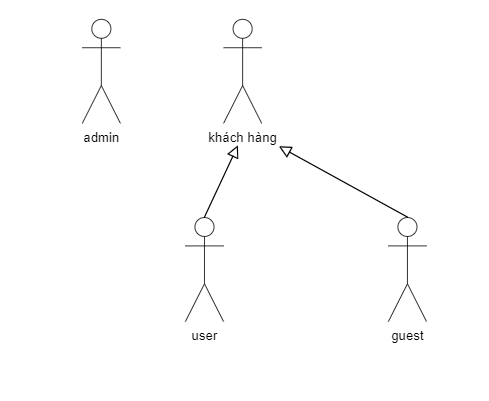 admin
khách hàng
user
guest